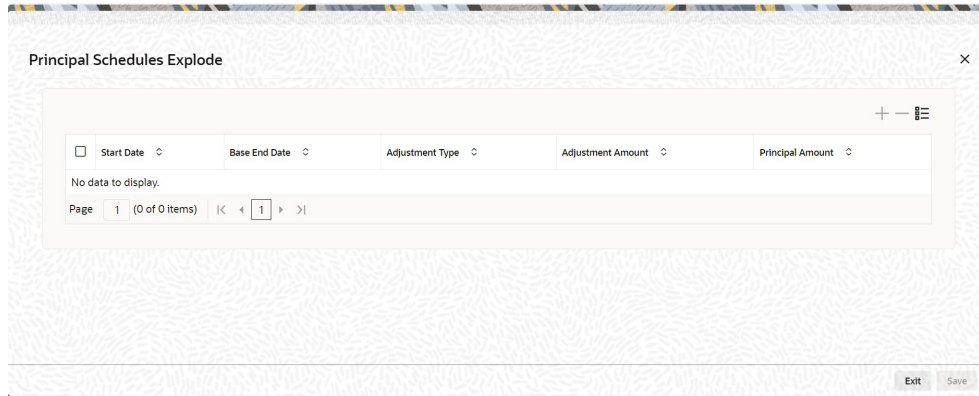 Principal Schedules Explode
Start Date Base End Date Adjustment Type Adjustment Amount Principal Amount
No data to display.
Page 1 (0 of 0 items) 1
Exit Save